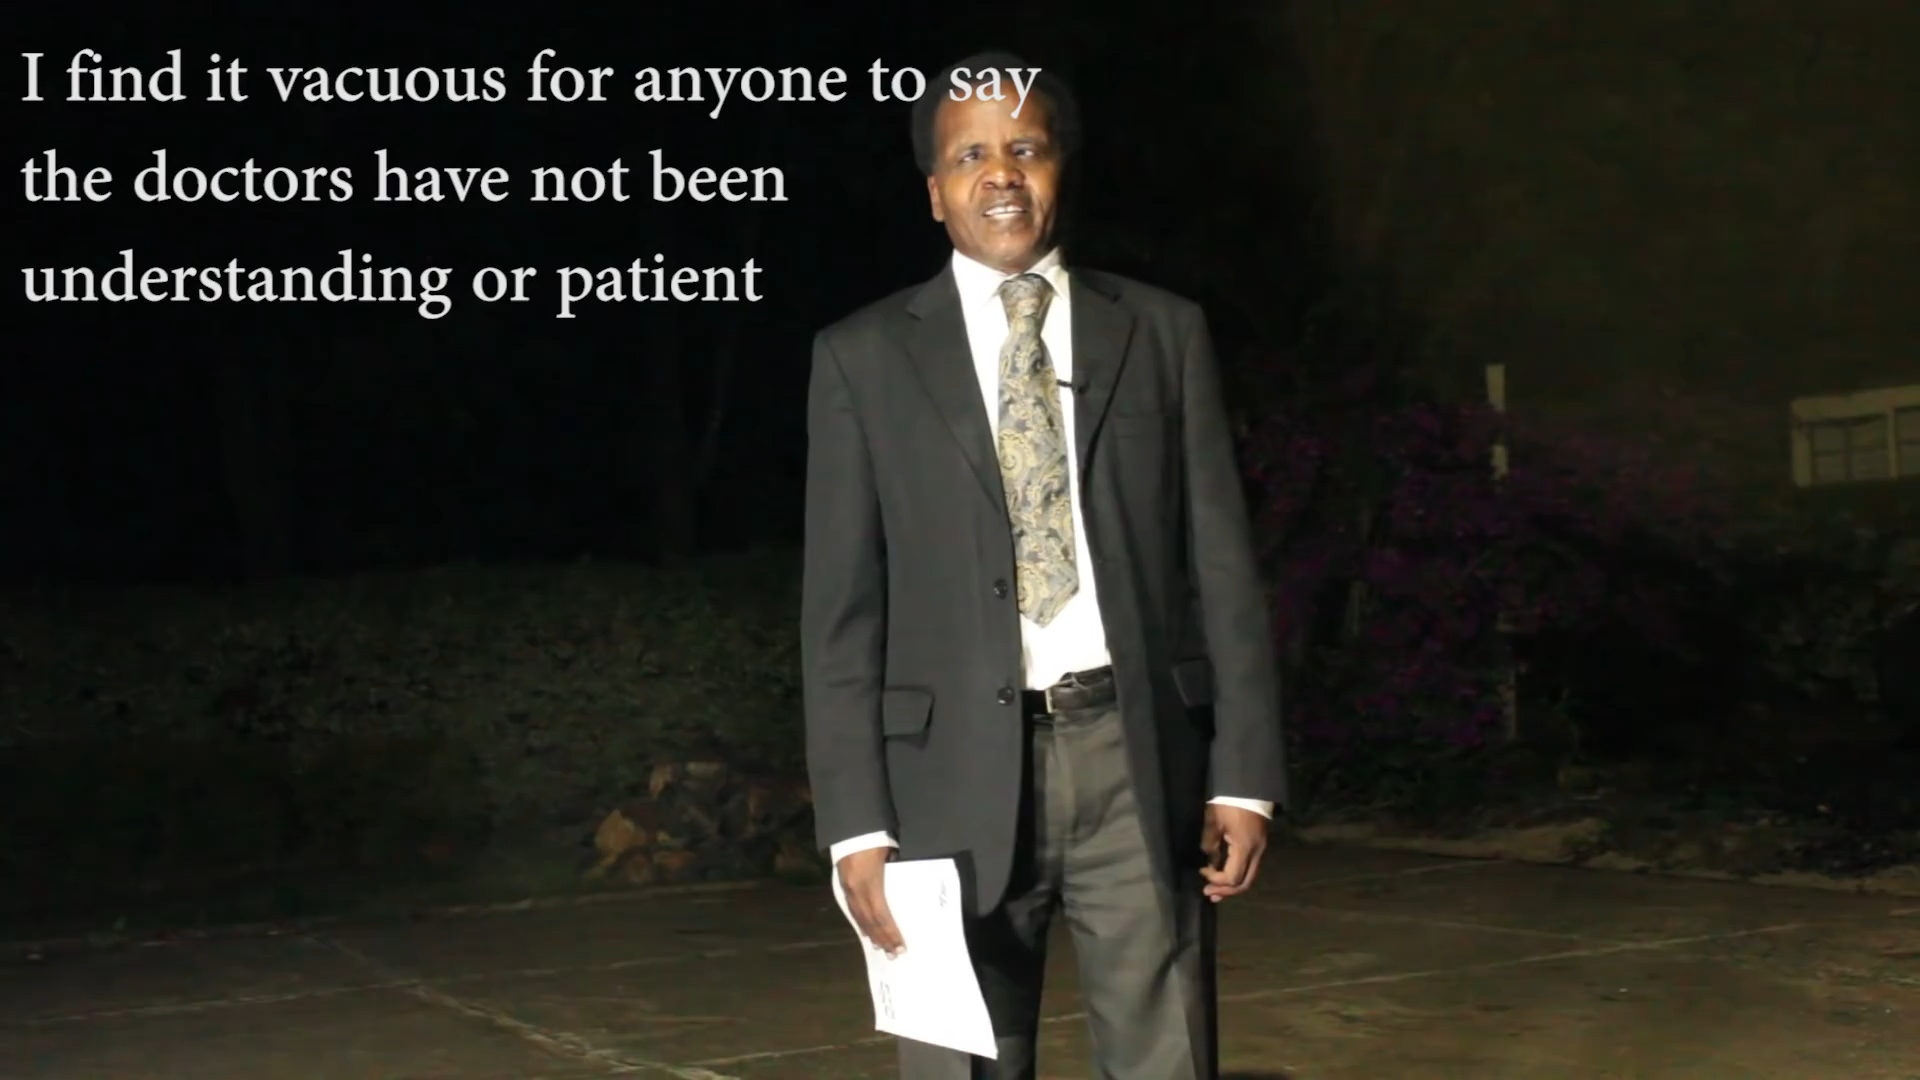 I find it vacuous for anyone to say
the doctors have not been
understanding or patient